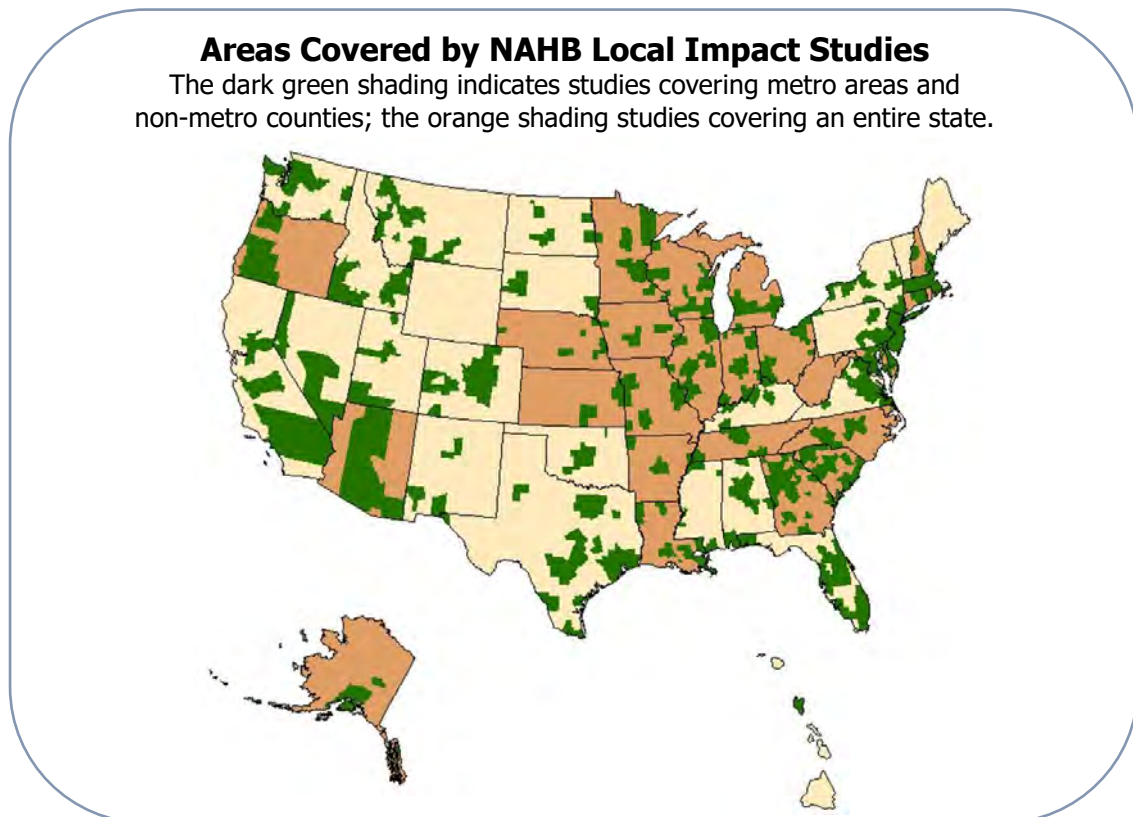 Areas Covered by NAHB Local Impact Studies
The dark green shading indicates studies covering metro areas and
non-metro counties; the orange shading studies covering an entire state.